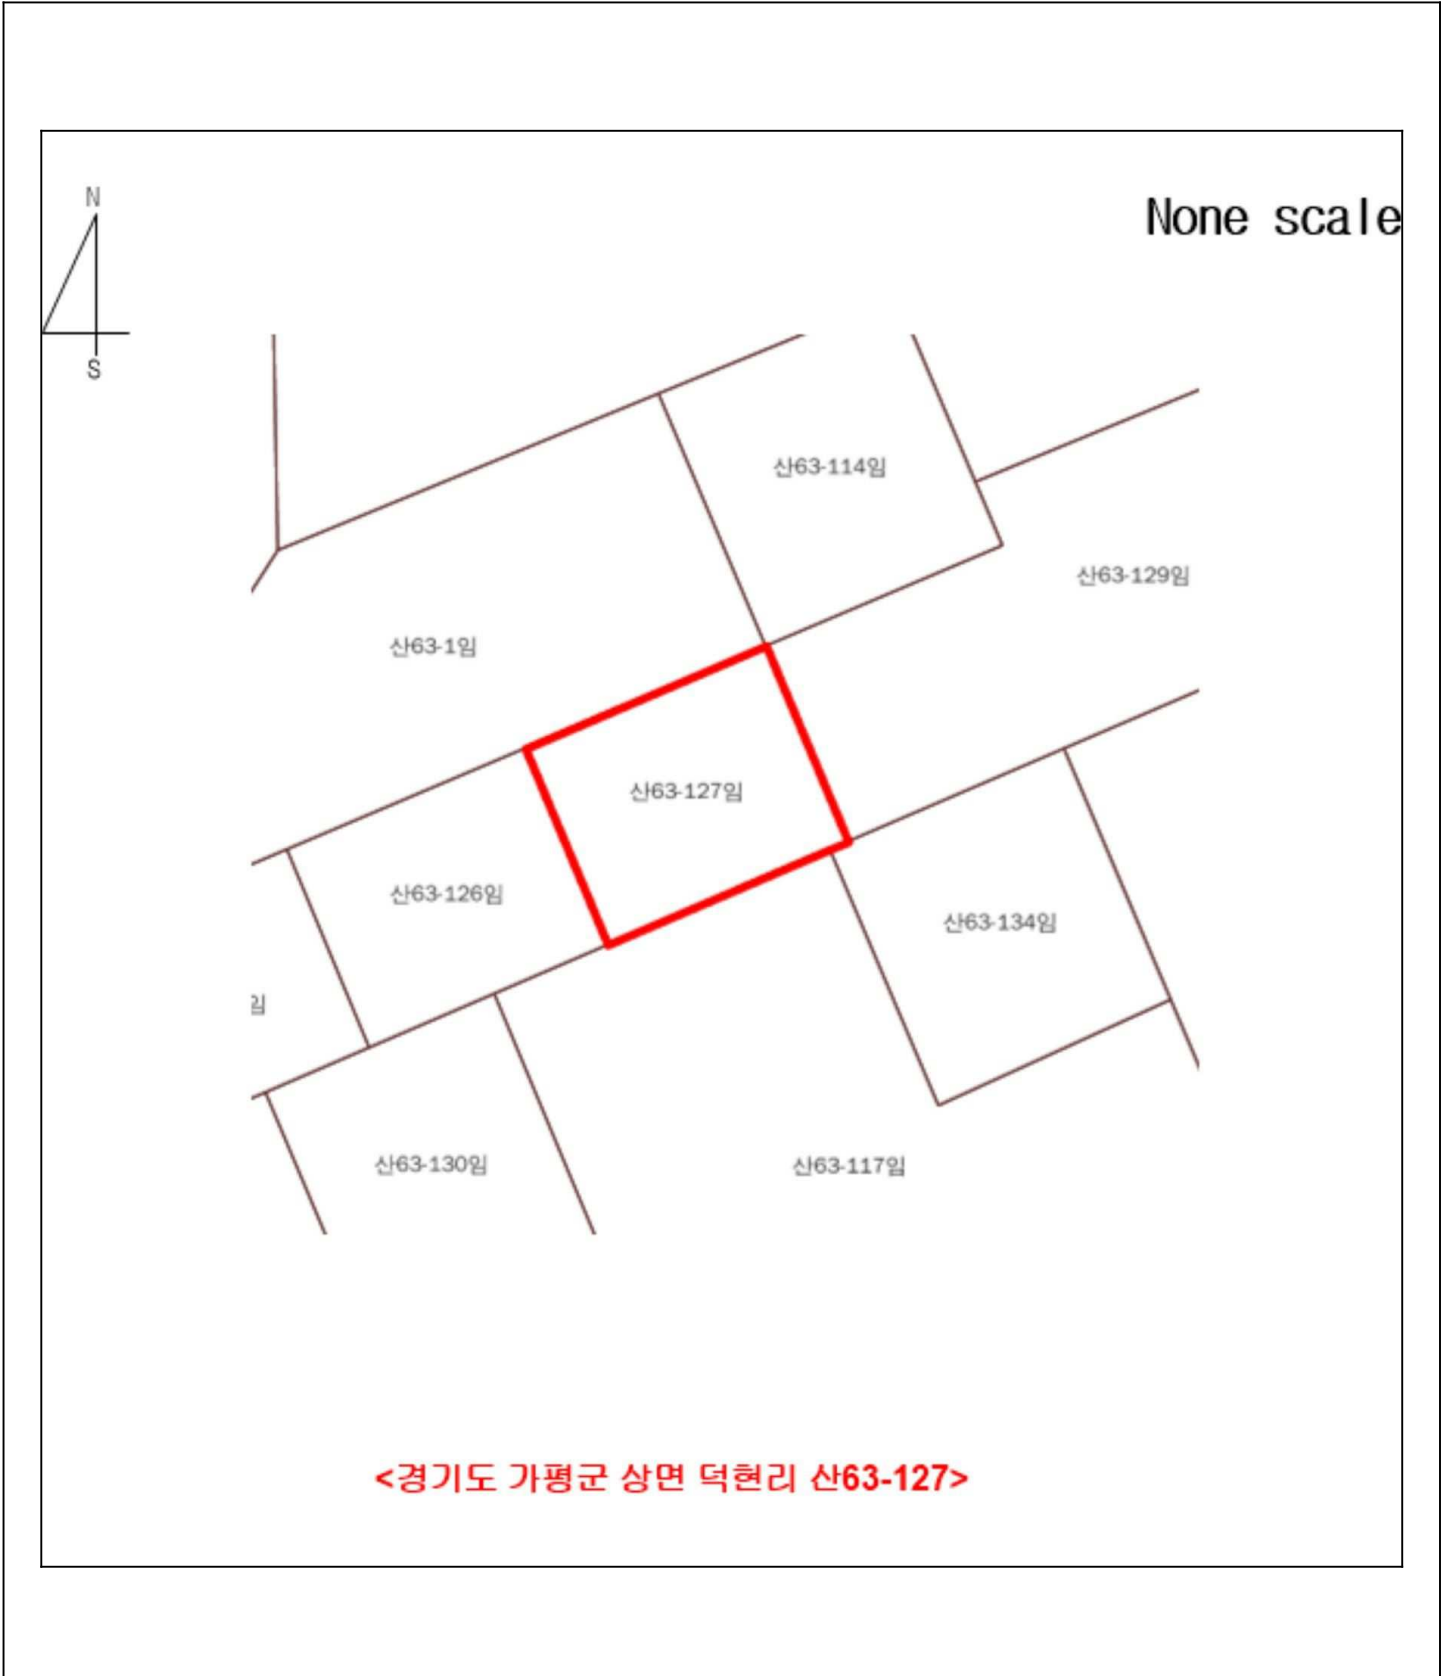 N
None scale
S
산63-114임
산63-129임
산63-1임
산63-127임
산63-126임
산63-134임
임
산63-130임
산63-117임
<경기도 가평군 상면 덕현리 산63-127>